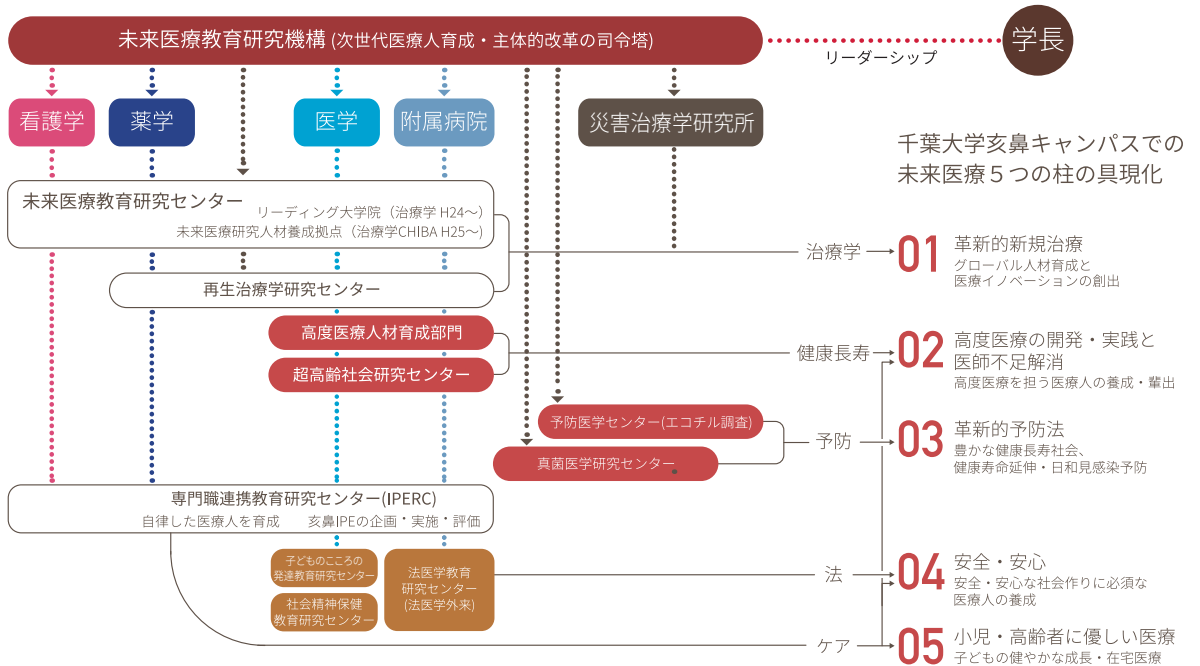 未来医療教育研究機構 (次世代医療人育成・主体的改革の司令塔)
リーダーシップ
学長
看護学
薬学
医学
附属病院
災害治療学研究所
千葉大学亥鼻キャンパスでの
未来医療５つの柱の具現化
未来医療教育研究センター
リーディング大学院（治療学 H24～）
未来医療研究人材養成拠点（治療学CHIBA H25～)
再生治療学研究センター
治療学
01
革新的新規治療
グローバル人材育成と
医療イノベーションの創出
高度医療人材育成部門
超高齢社会研究センター
健康長寿
02
高度医療の開発・実践と
医師不足解消
高度医療を担う医療人の養成・輩出
予防医学センター(エコチル調査)
真菌医学研究センター
予防
03
革新的予防法
豊かな健康長寿社会、
健康寿命延伸・日和見感染予防
専門職連携教育研究センター(IPERC)
自律した医療人を育成　亥鼻IPEの企画・実施・評価
子どものこころの
発達教育研究センター
社会精神保健
教育研究センター
法医学教育
研究センター
(法医学外来)
法
04
安全・安心
安全・安心な社会作りに必須な
医療人の養成
ケア
05
小児・高齢者に優しい医療
子どもの健やかな成長・在宅医療